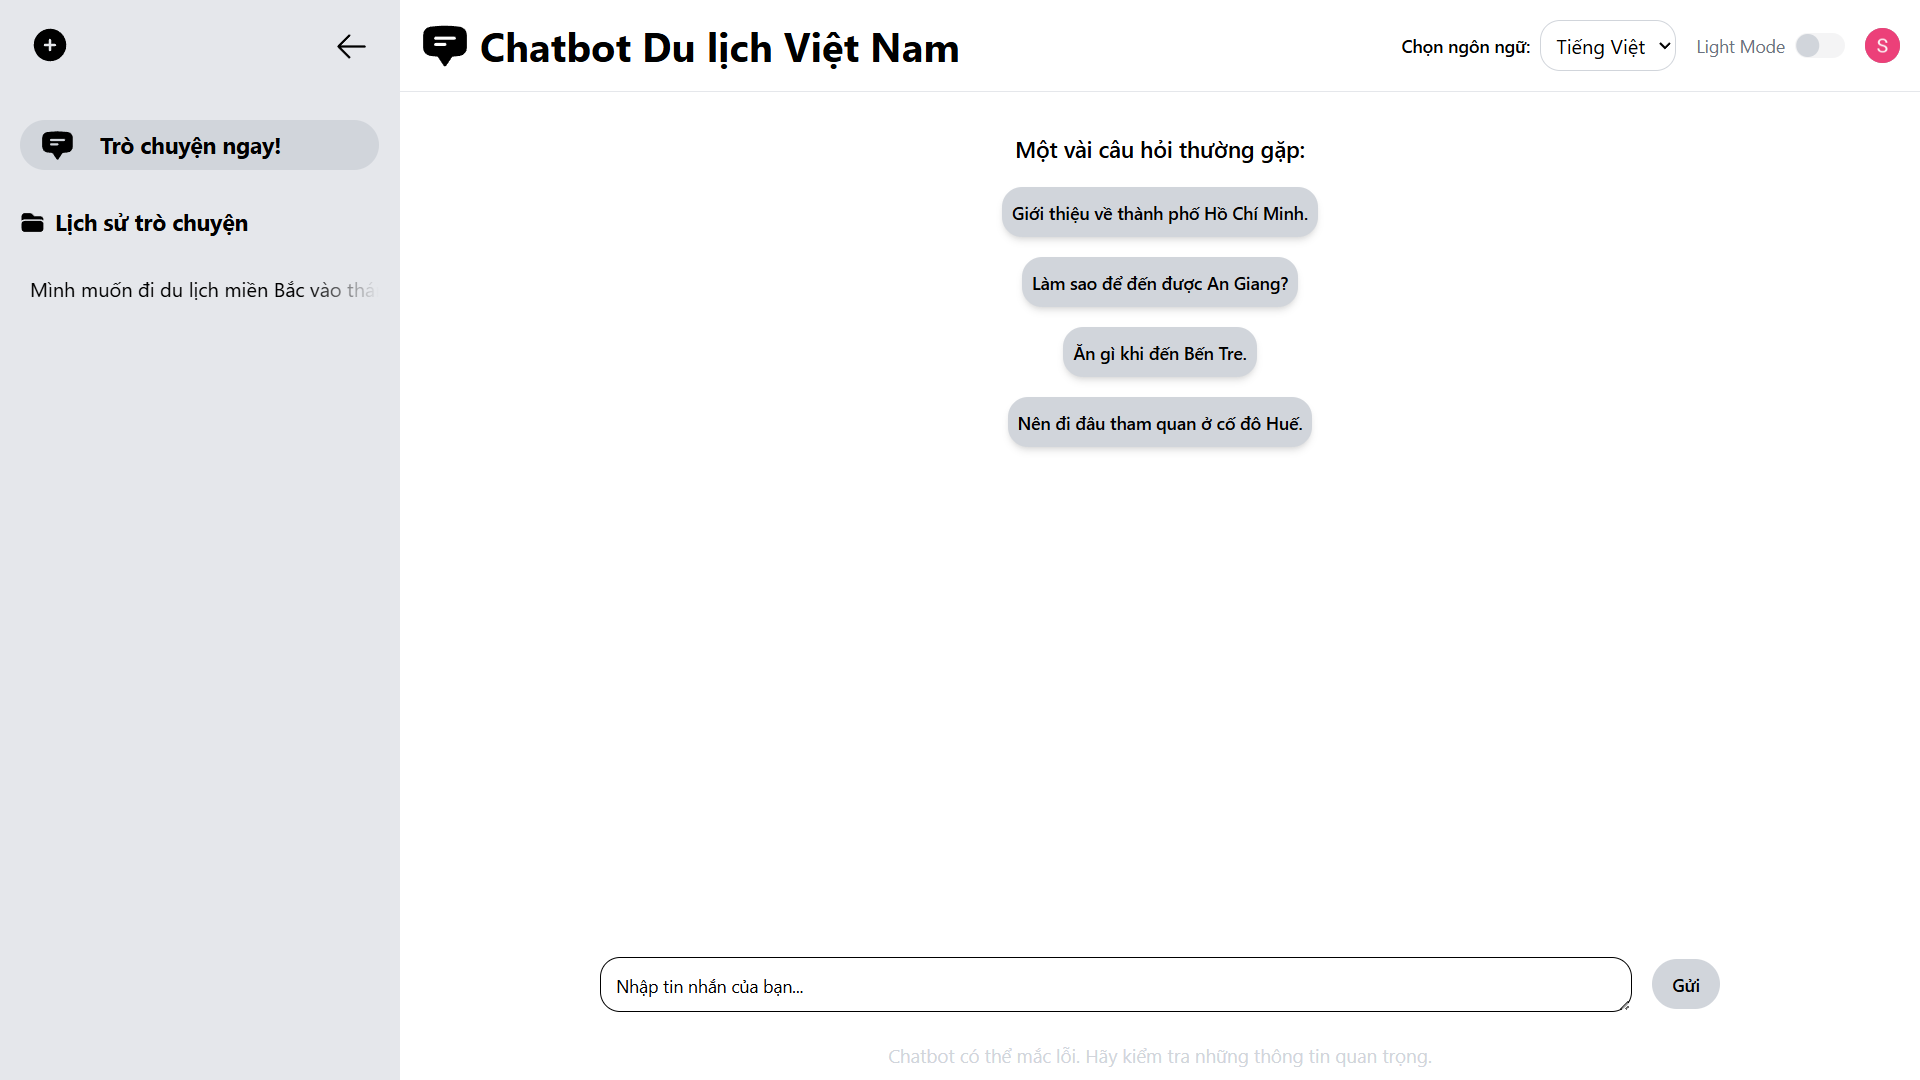 Chatbot Du lịch Việt Nam
Chọn ngôn ngữ:
Tiếng Việt
Light Mode
S
Trò chuyện ngay!
Lịch sử trò chuyện
Mình muốn đi du lịch miền Bắc vào
Một vài câu hỏi thường gặp:
Giới thiệu về thành phố Hồ Chí Minh.
Làm sao để đến được An Giang?
Ăn gì khi đến Bến Tre.
Nên đi đâu tham quan ở cố đô Huế.
Nhập tin nhắn của bạn...
Gửi
Chatbot có thể mắc lỗi. Hãy kiểm tra những thông tin quan trọng.